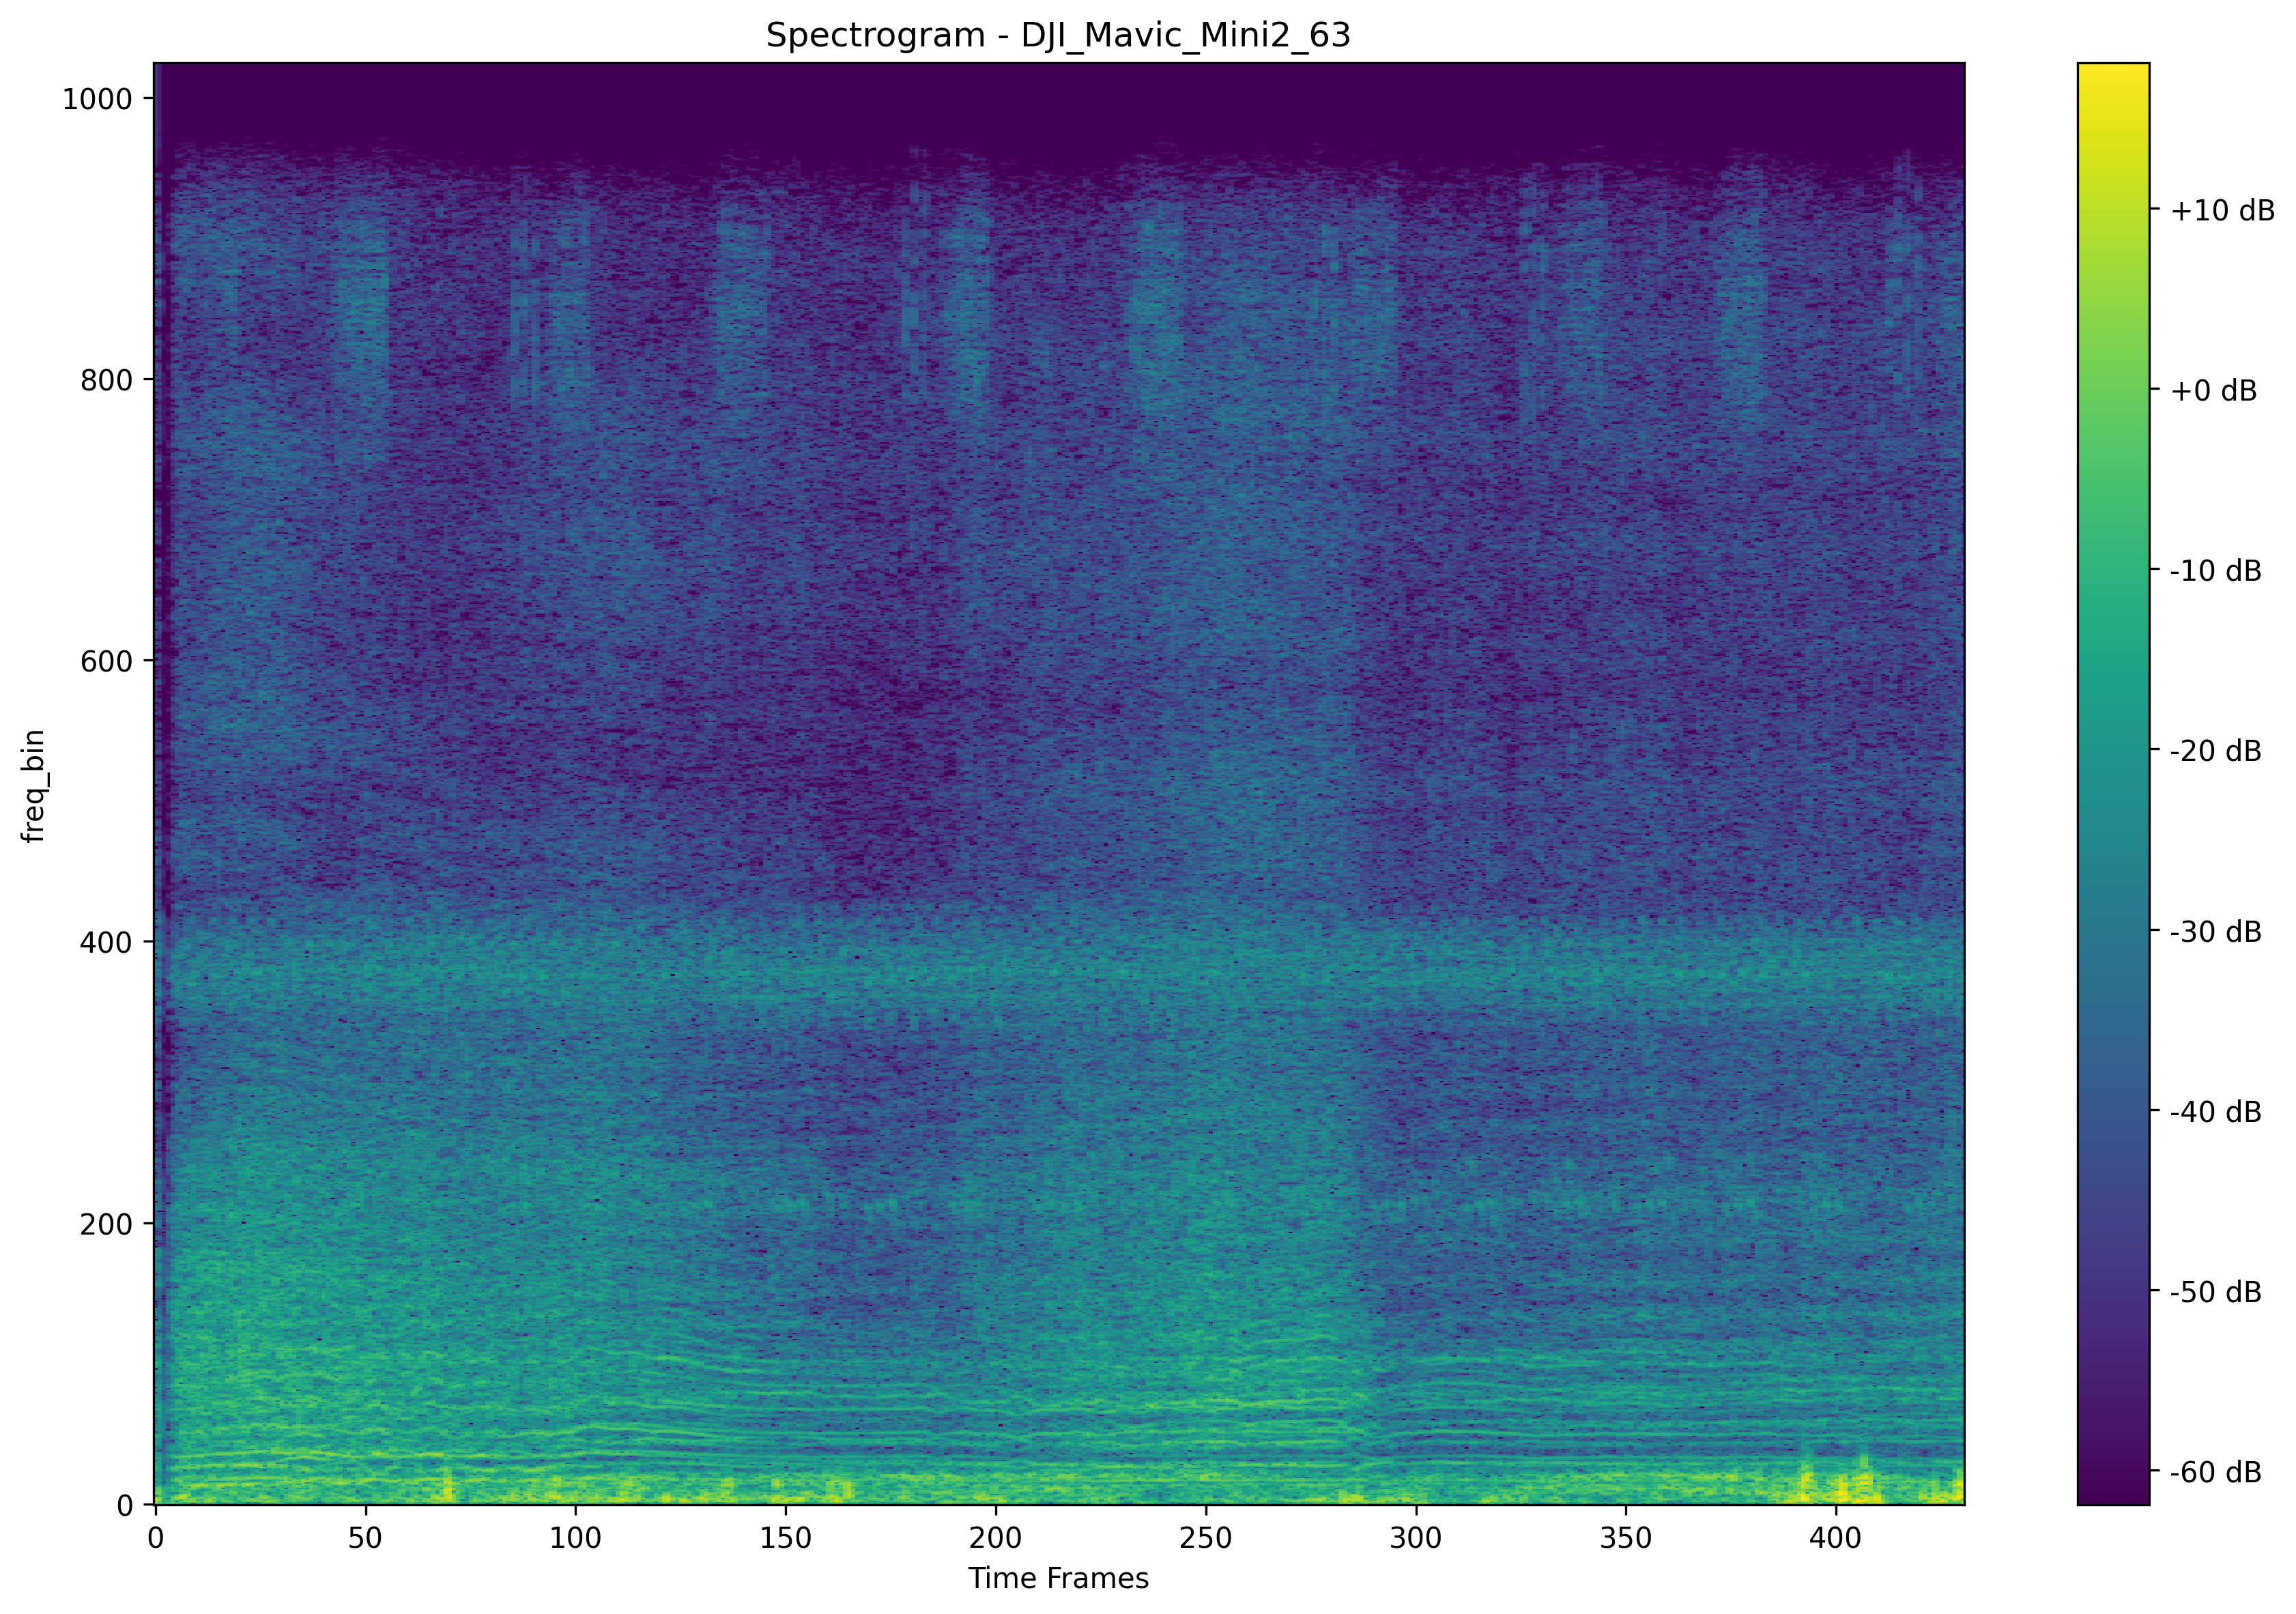 Spectrogram - DJI_Mavic_Mini2_63
1000
800
600
400
200
0
freq_bin
0 50 100 150 200 250 300 350 400
Time Frames
+10 dB
+0 dB
-10 dB
-20 dB
-30 dB
-40 dB
-50 dB
-60 dB